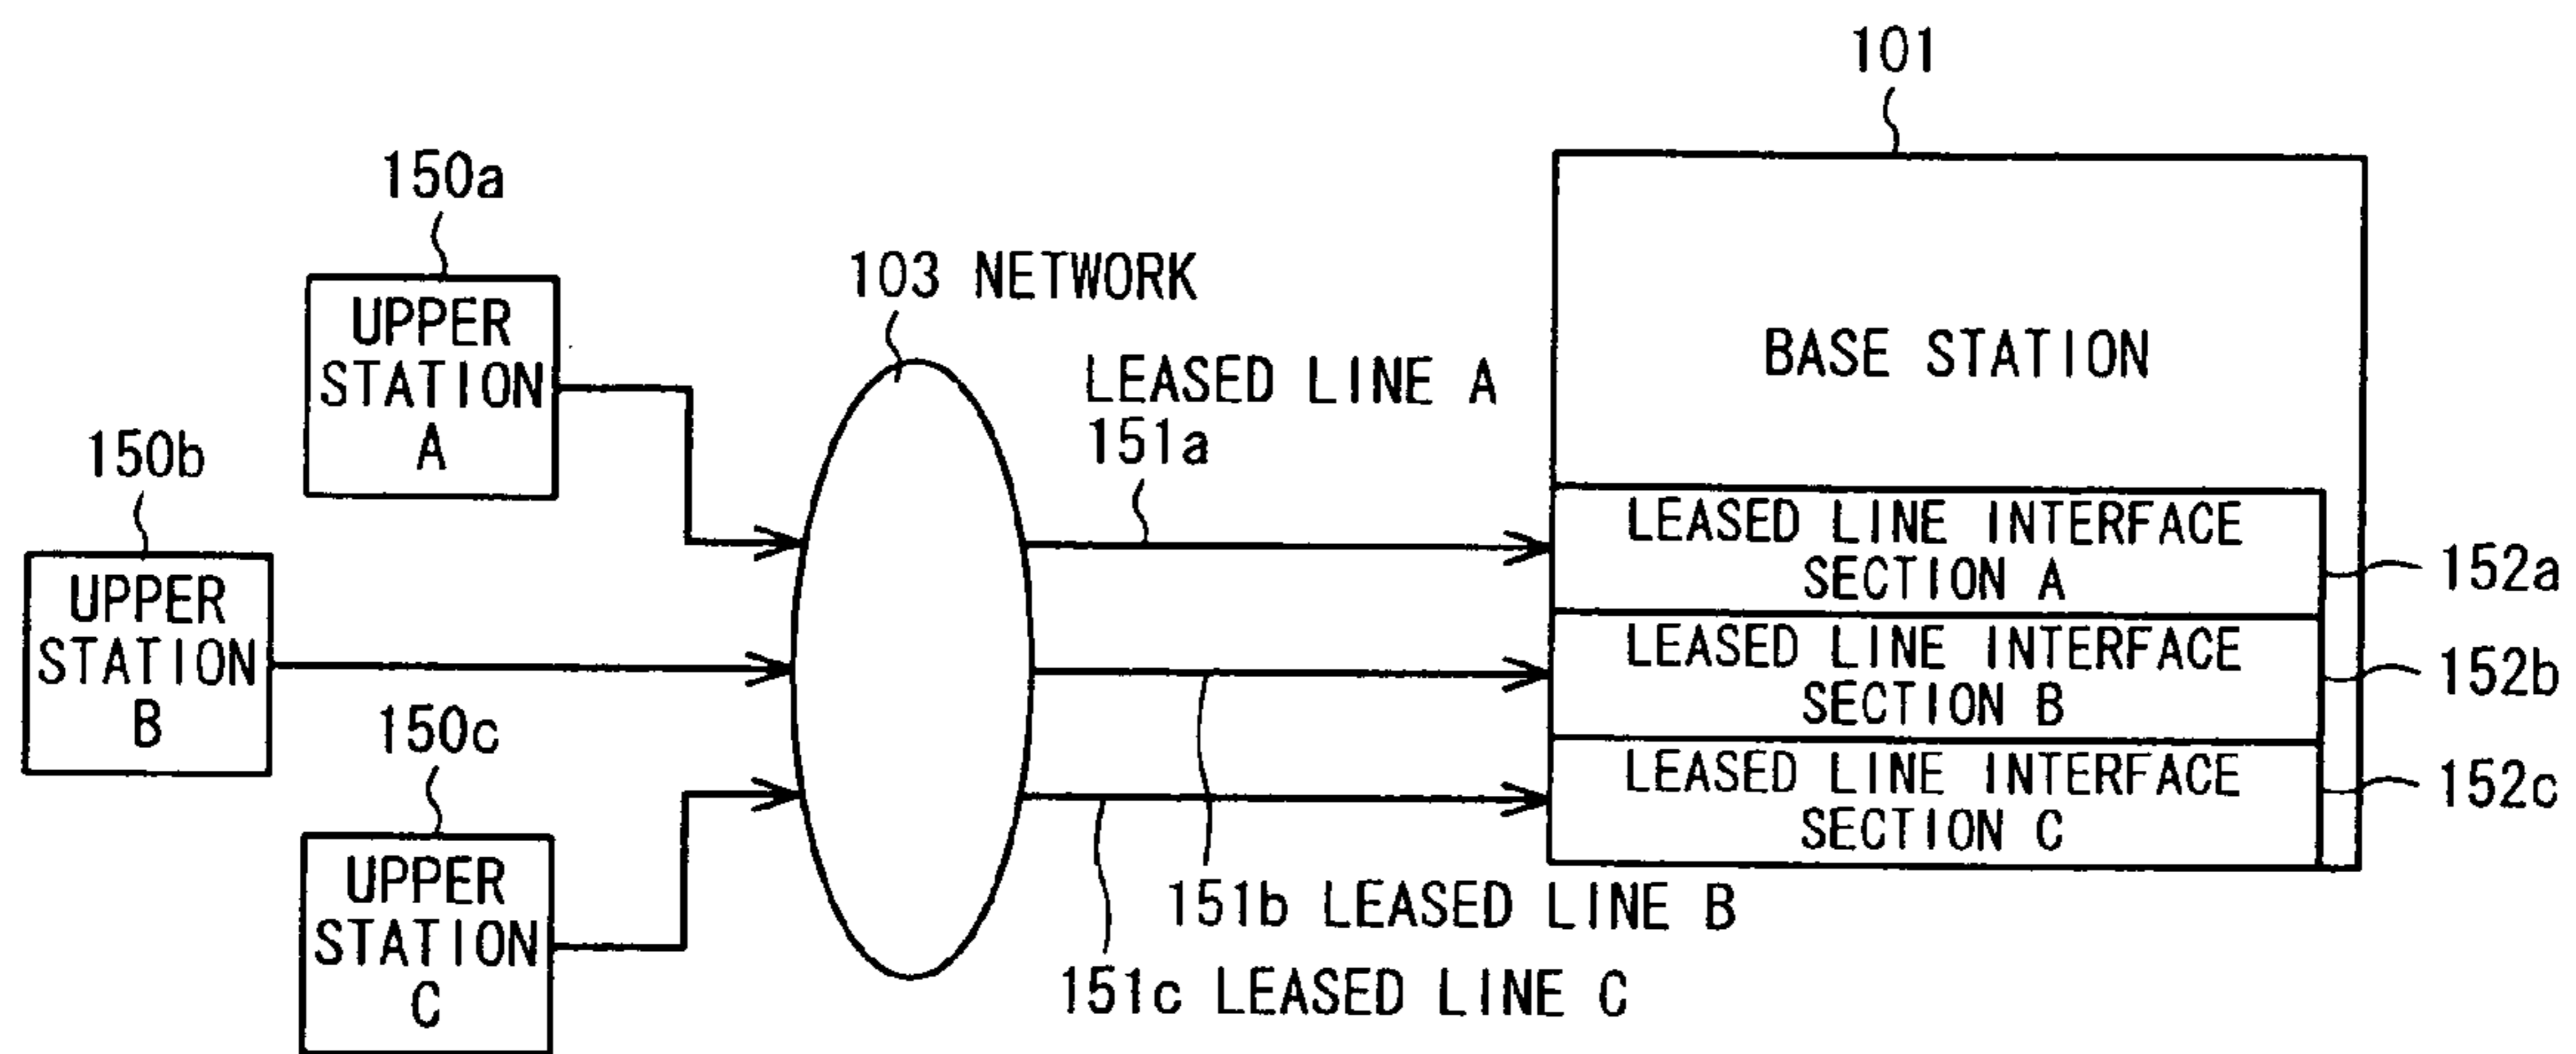 101
150a
UPPER
STATION
A
103 NETWORK
LEASED LINE A
151a
BASE STATION
150b
UPPER
STATION
B
LEASED LINE INTERFACE
SECTION A
152a
LEASED LINE INTERFACE
SECTION B
152b
LEASED LINE INTERFACE
SECTION C
152c
150c
UPPER
STATION
C
151b LEASED LINE B
151c LEASED LINE C